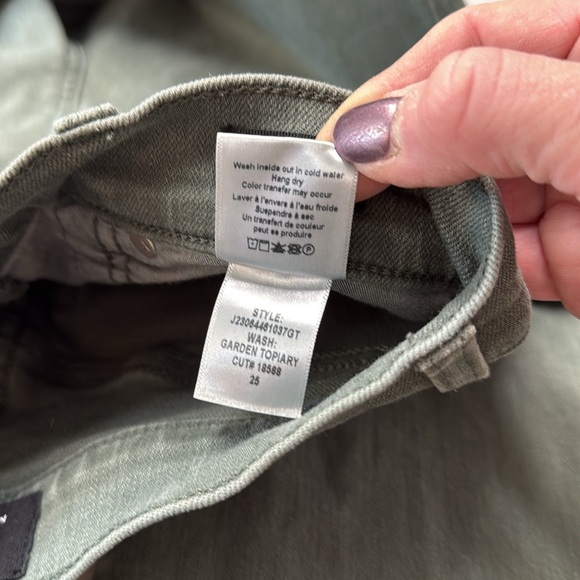 Wash inside out in cold water
Hang dry
Color transfer may occur
Laver à l'envers à l'eau froide
Suspendre à sec
Un transfert de couleur
peut se produire
STYLE:
J23064461037GT
WASH:
GARDEN TOPIARY
CUT# 18588
25